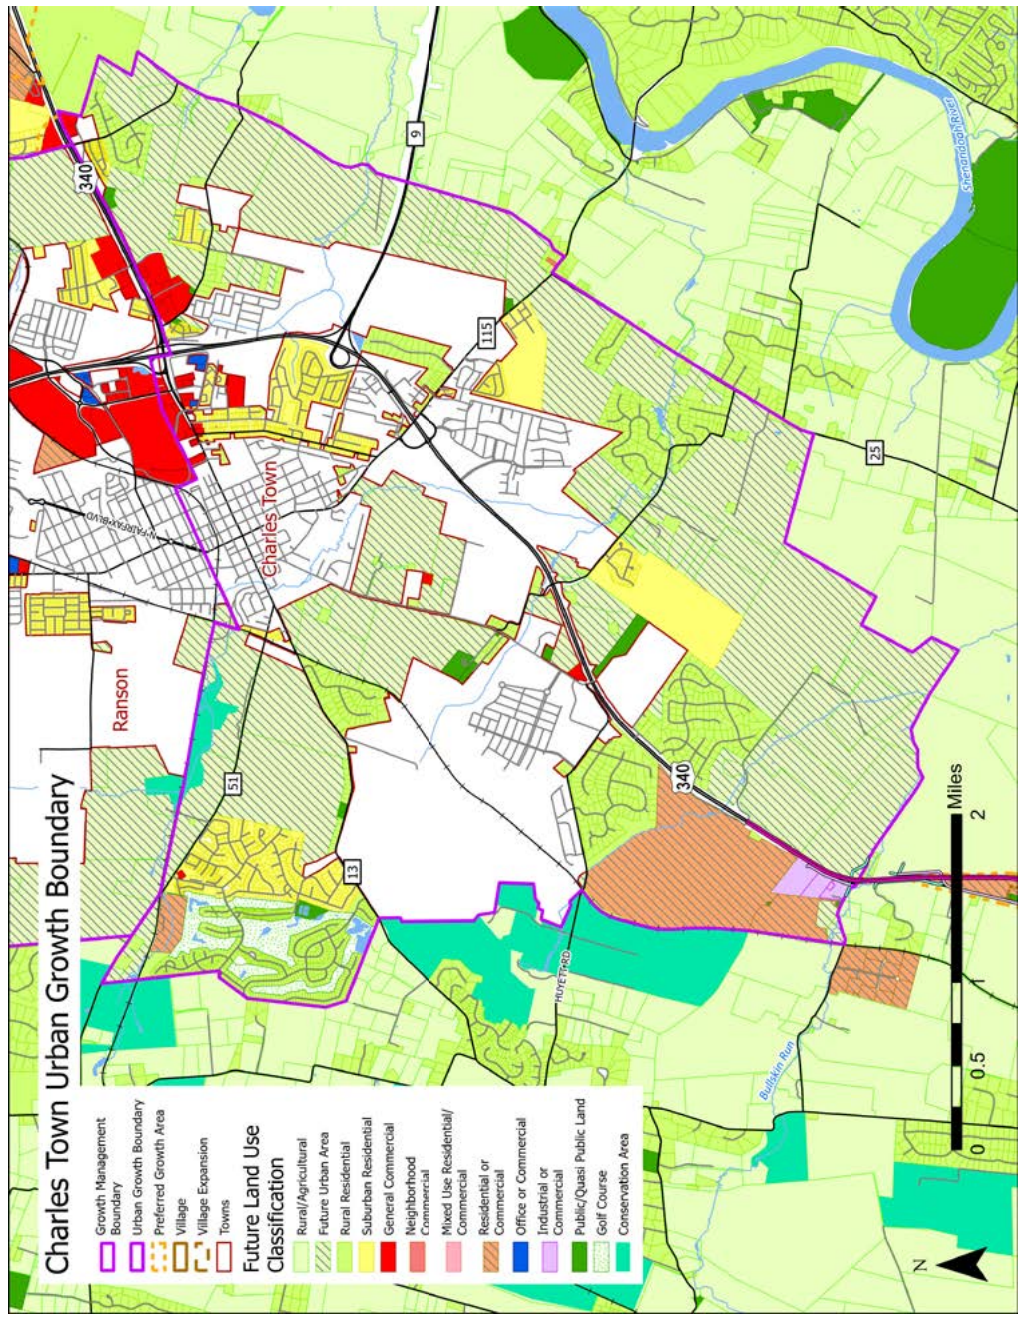 Charles Town Urban Growth Boundary
Growth Management
Boundary
Urban Growth Boundary
Preferred Growth Area
Village
Village Expansion
Towns
Future Land Use
Classification
Rural/Agricultural
Future Urban Area
Rural Residential
Suburban Residential
General Commercial
Neighborhood
Commercial
Mixed Use Residential/
Commercial
Residential or
Commercial
Office or Commercial
Industrial or
Commercial
Public/Quasi Public Land
Golf Course
Conservation Area
N
0
0.5
1
2
Miles
Ranson
Charles Town
N FAIRFAX BLVD
HUYETT RD
Bullskin Run
Shenandoah River
340
9
115
25
51
13
340